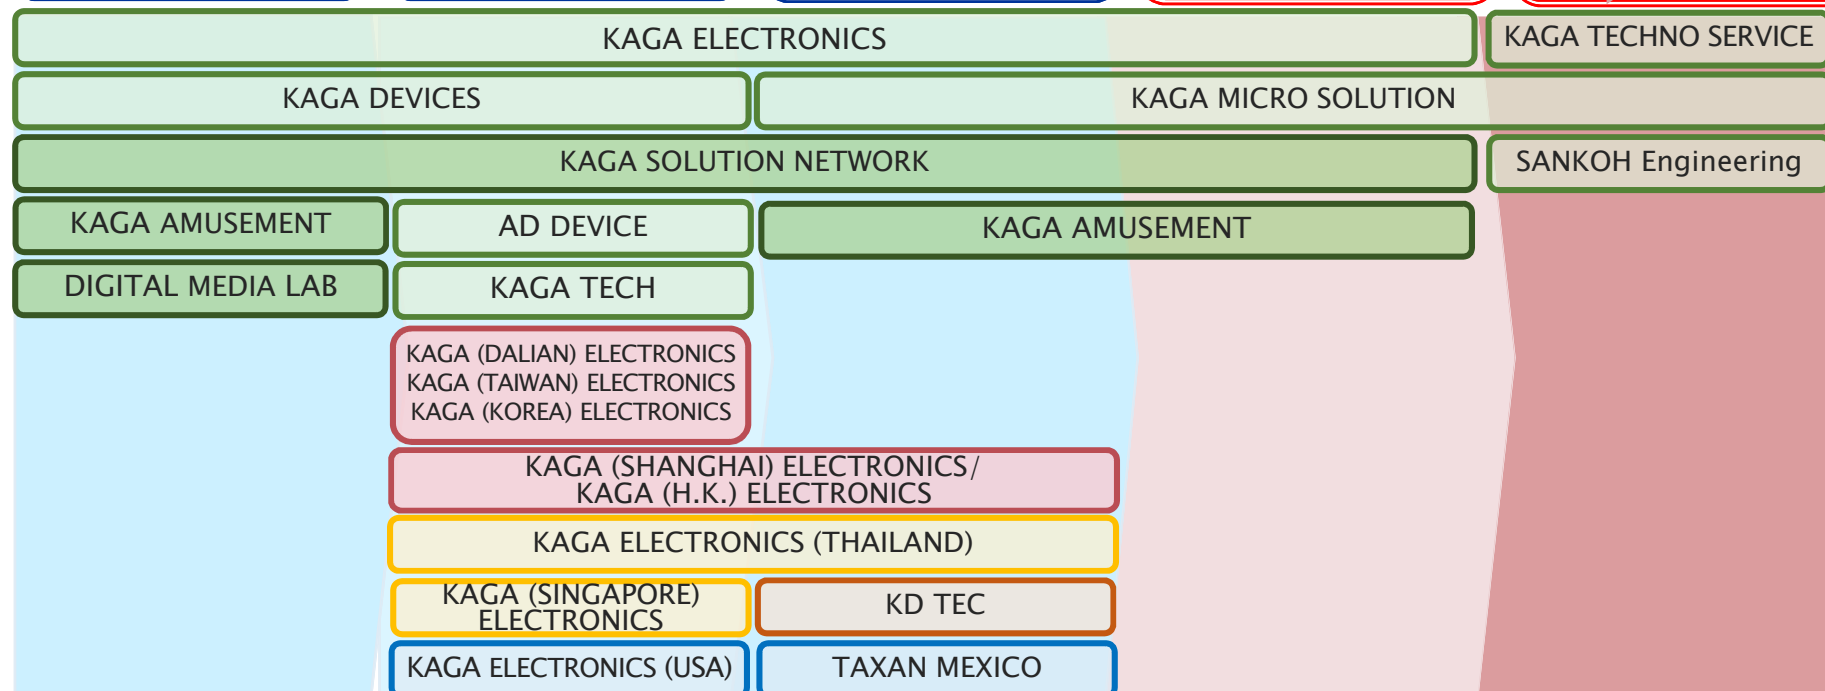 KAGA ELECTRONICS
KAGA TECHNO SERVICE
KAGA DEVICES
KAGA MICRO SOLUTION
KAGA SOLUTION NETWORK
SANKOH Engineering
KAGA AMUSEMENT
AD DEVICE
KAGA AMUSEMENT
DIGITAL MEDIA LAB
KAGA TECH
KAGA (DALIAN) ELECTRONICS
KAGA (TAIWAN) ELECTRONICS
KAGA (KOREA) ELECTRONICS
KAGA (SHANGHAI) ELECTRONICS/
KAGA (H.K.) ELECTRONICS
KAGA ELECTRONICS (THAILAND)
KAGA (SINGAPORE)
ELECTRONICS
KD TEC
KAGA ELECTRONICS (USA)
TAXAN MEXICO